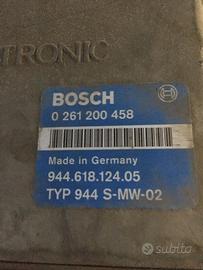 TRONIC
BOSCH
0 261 200 458
Made in Germany
944.618.124.05
TYP 944 S-MW-02
subito